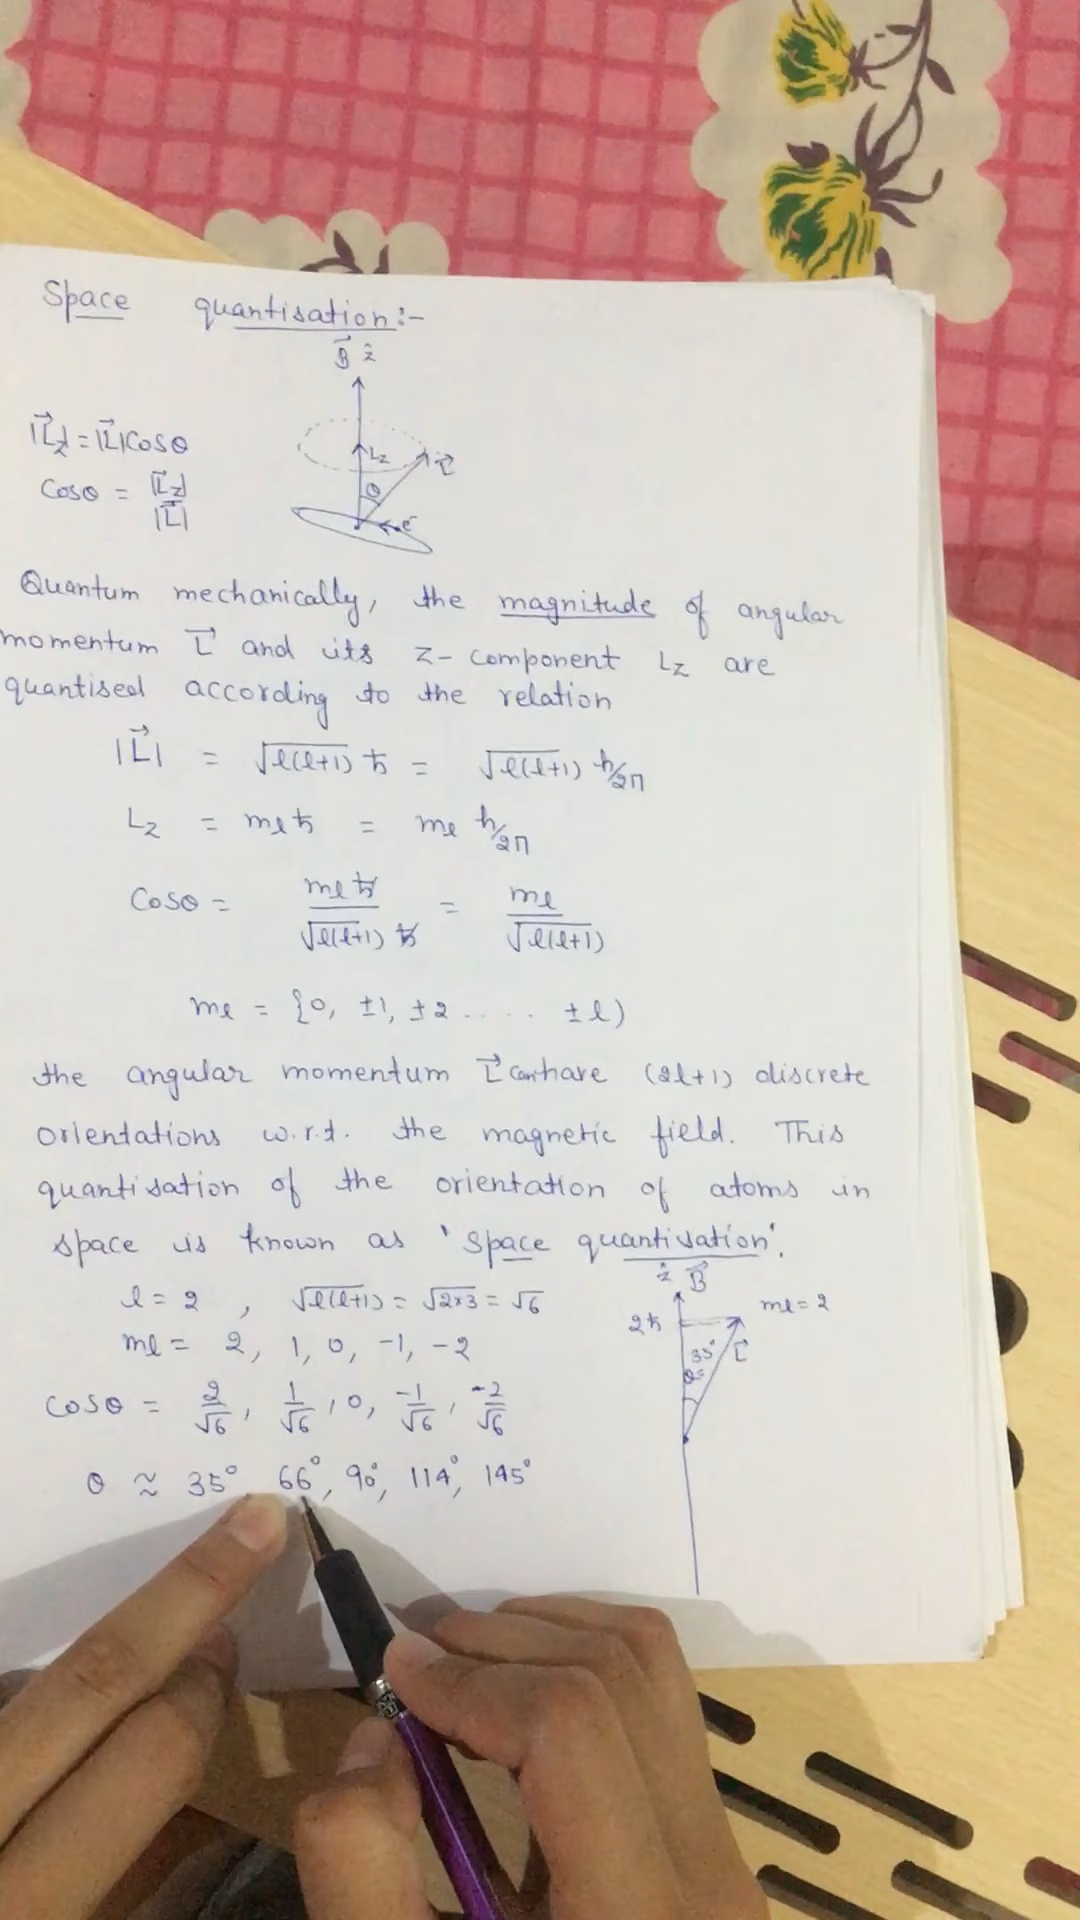 Space quantisation:-
B⃗ ẑ
|L⃗z| = |L⃗|Cosθ
Lz
L⃗
Cosθ = |L⃗z| / |L⃗|
θ
e⁻
Quantum mechanically, the magnitude of angular
momentum L⃗ and its z-component Lz are
quantised according to the relation
|L⃗| = √l(l+1) ħ = √l(l+1) h/2π
Lz = ml ħ = ml h/2π
Cosθ = ml ħ / √l(l+1) ħ = ml / √l(l+1)
ml = {0, ±1, ±2 ..... ±l)
the angular momentum L⃗ can have (2l+1) discrete
orientations w.r.t. the magnetic field. This
quantisation of the orientation of atoms in
space is known as 'Space quantisation'.
l = 2 , √l(l+1) = √2×3 = √6
ml = 2, 1, 0, -1, -2
Cosθ = 2/√6, 1/√6, 0, -1/√6, -2/√6
θ ≈ 35° 66°, 90°, 114°, 145°
ẑ B⃗
2ħ
ml = 2
35°
L⃗